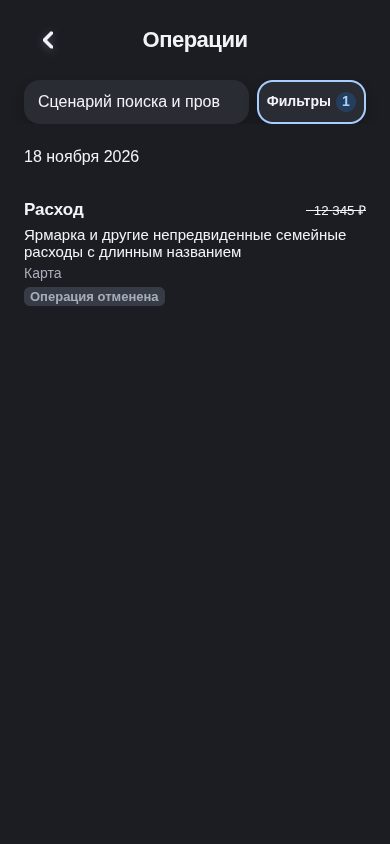 Операции
Сценарий поиска и пров
Фильтры 1
18 ноября 2026
Расход
−12 345 ₽
Ярмарка и другие непредвиденные семейные
расходы с длинным названием
Карта
Операция отменена